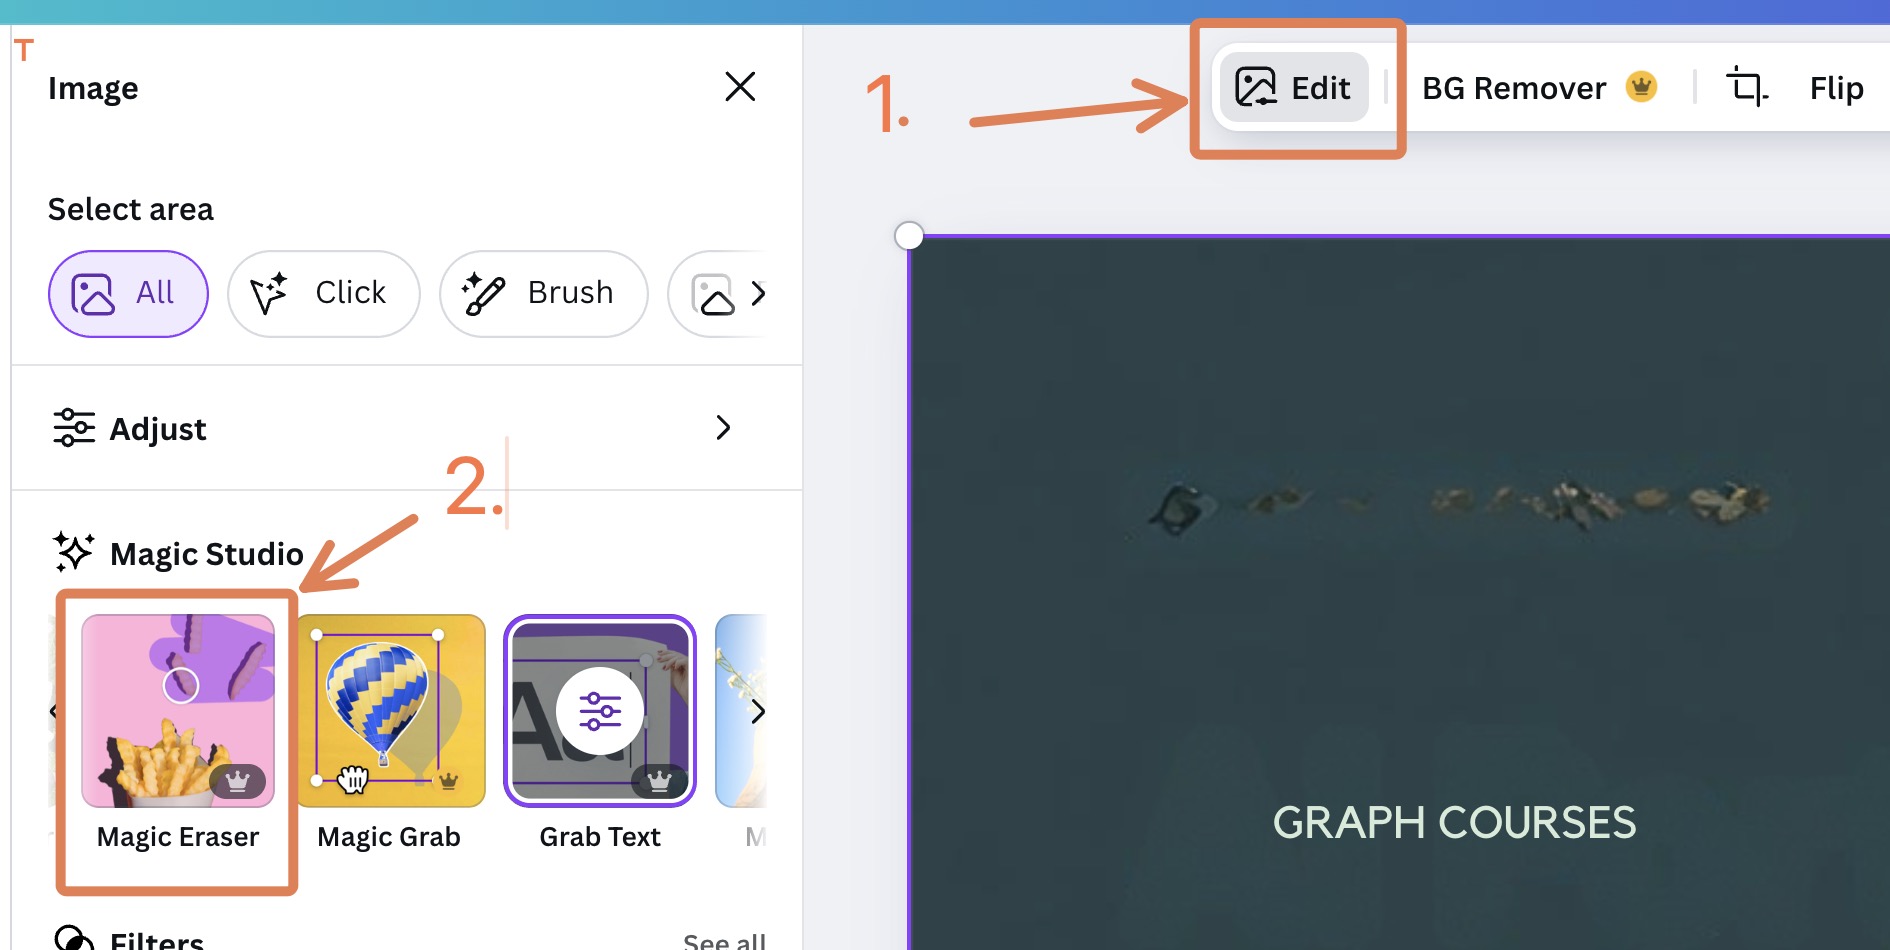 T
Image
1.
Edit
BG Remover
Flip
Select area
All
Click
Brush
Adjust
2.
Magic Studio
Aa
Magic Eraser
Magic Grab
Grab Text
M
GRAPH COURSES
Filters
See all